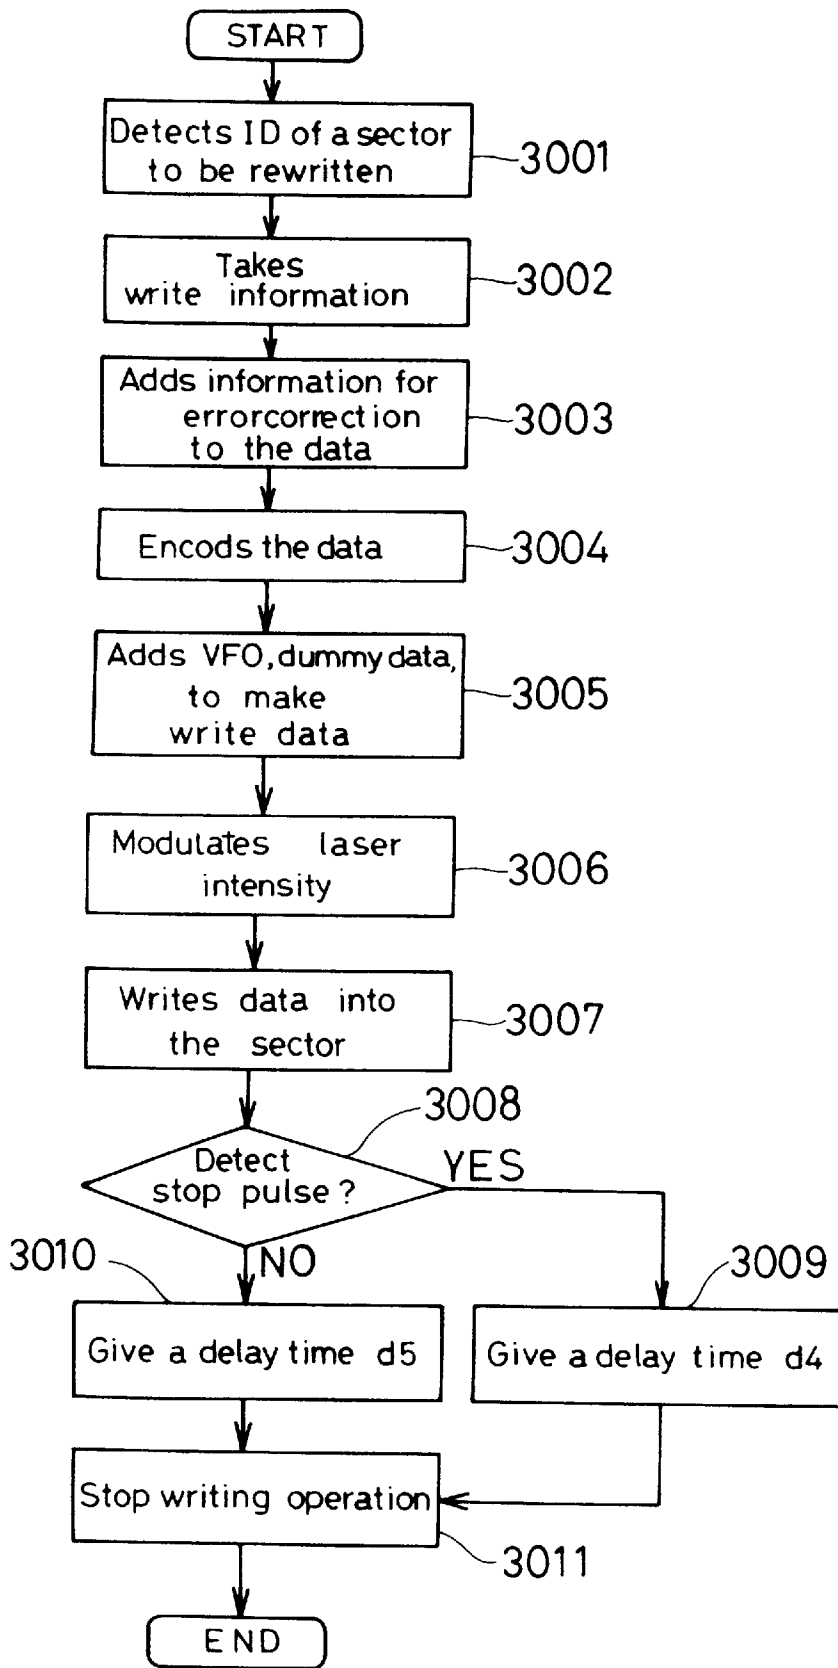 START
Detects ID of a sector
to be rewritten
3001
Takes
write information
3002
Adds information for
errorcorrection
to the data
3003
Encods the data
3004
Adds VFO, dummy data,
to make
write data
3005
Modulates laser
intensity
3006
Writes data into
the sector
3007
3008
Detect
stop pulse?
YES
NO
3010
3009
Give a delay time d5
Give a delay time d4
Stop writing operation
3011
END